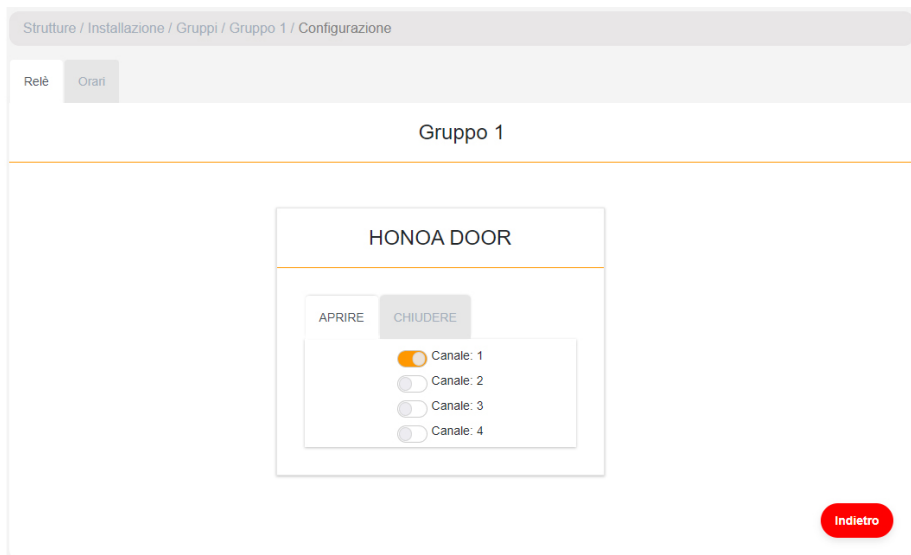 Strutture / Installazione / Gruppi / Gruppo 1 / Configurazione
Relè Orari
Gruppo 1
HONOA DOOR
APRIRE CHIUDERE
Canale: 1
Canale: 2
Canale: 3
Canale: 4
Indietro